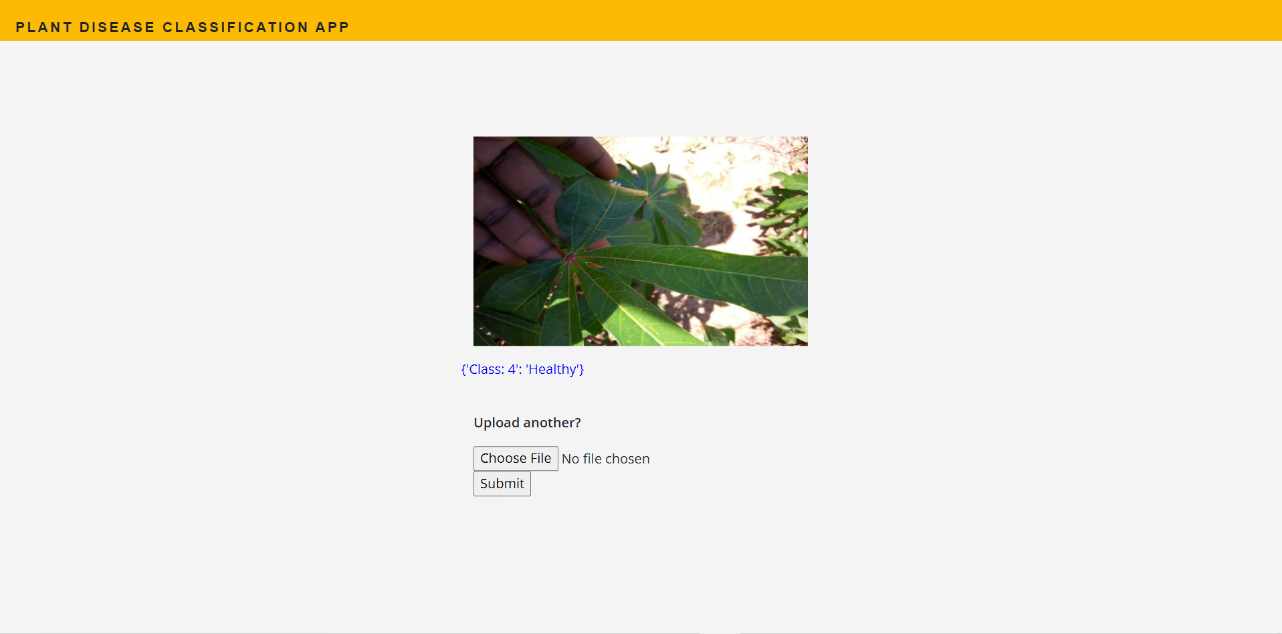 PLANT DISEASE CLASSIFICATION APP
{'Class: 4': 'Healthy'}
Upload another?
Choose File No file chosen
Submit